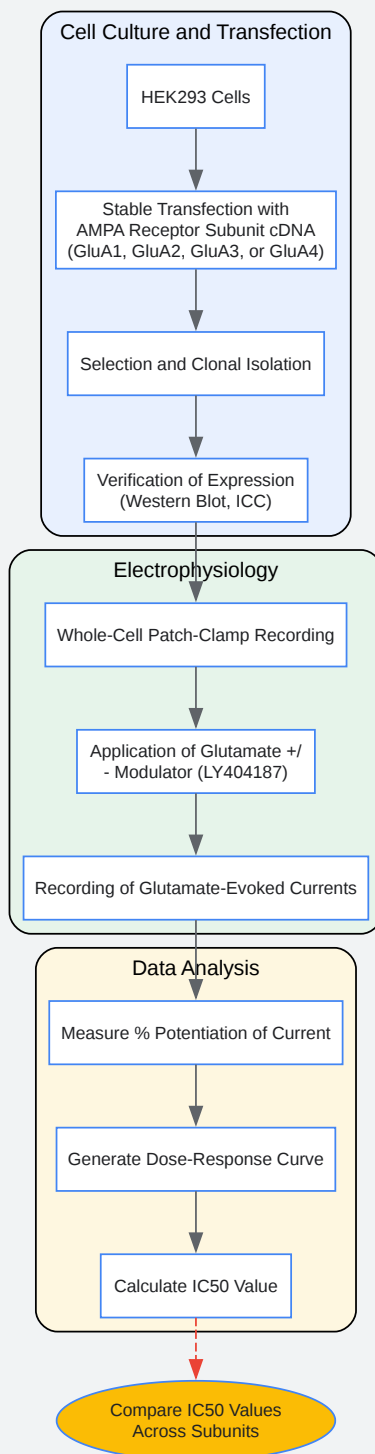 Cell Culture and Transfection
HEK293 Cells
Stable Transfection with
AMPA Receptor Subunit cDNA
(GluA1, GluA2, GluA3, or GluA4)
Selection and Clonal Isolation
Verification of Expression
(Western Blot, ICC)
Electrophysiology
Whole-Cell Patch-Clamp Recording
Application of Glutamate +/
- Modulator (LY404187)
Recording of Glutamate-Evoked Currents
Data Analysis
Measure % Potentiation of Current
Generate Dose-Response Curve
Calculate IC50 Value
Compare IC50 Values
Across Subunits